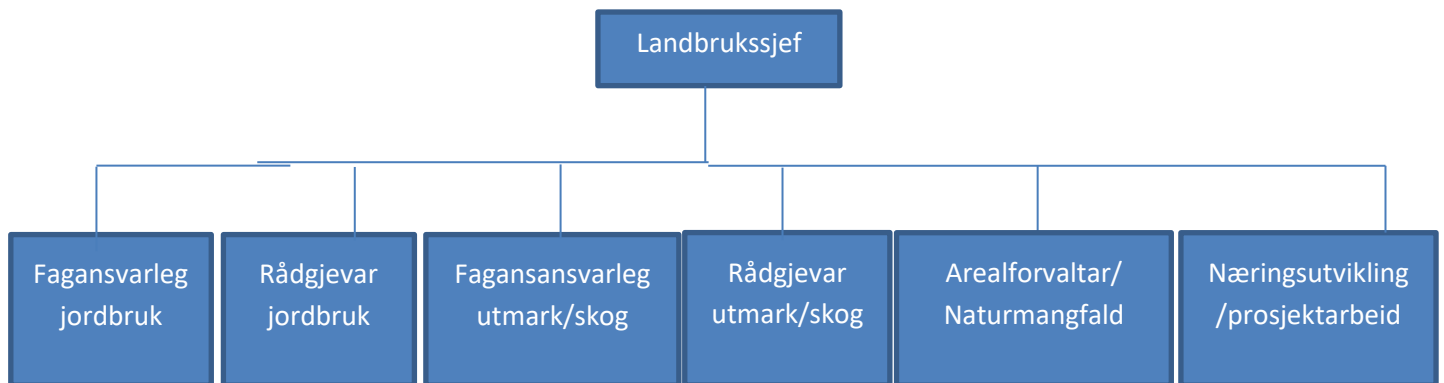 Landbrukssjef
Fagansvarleg
jordbruk
Rådgjevar
jordbruk
Fagansansvarleg
utmark/skog
Rådgjevar
utmark/skog
Arealforvaltar/
Naturmangfald
Næringsutvikling
/prosjektarbeid